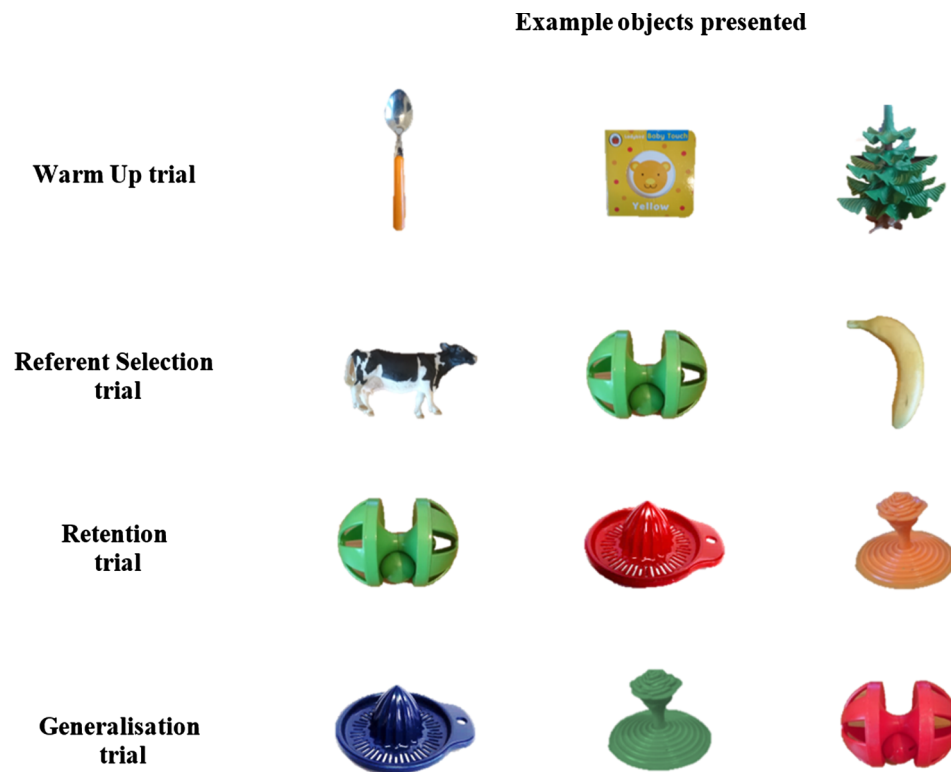 Example objects presented
Warm Up trial
Baby Touch
Yellow
Referent Selection
trial
Retention
trial
Generalisation
trial